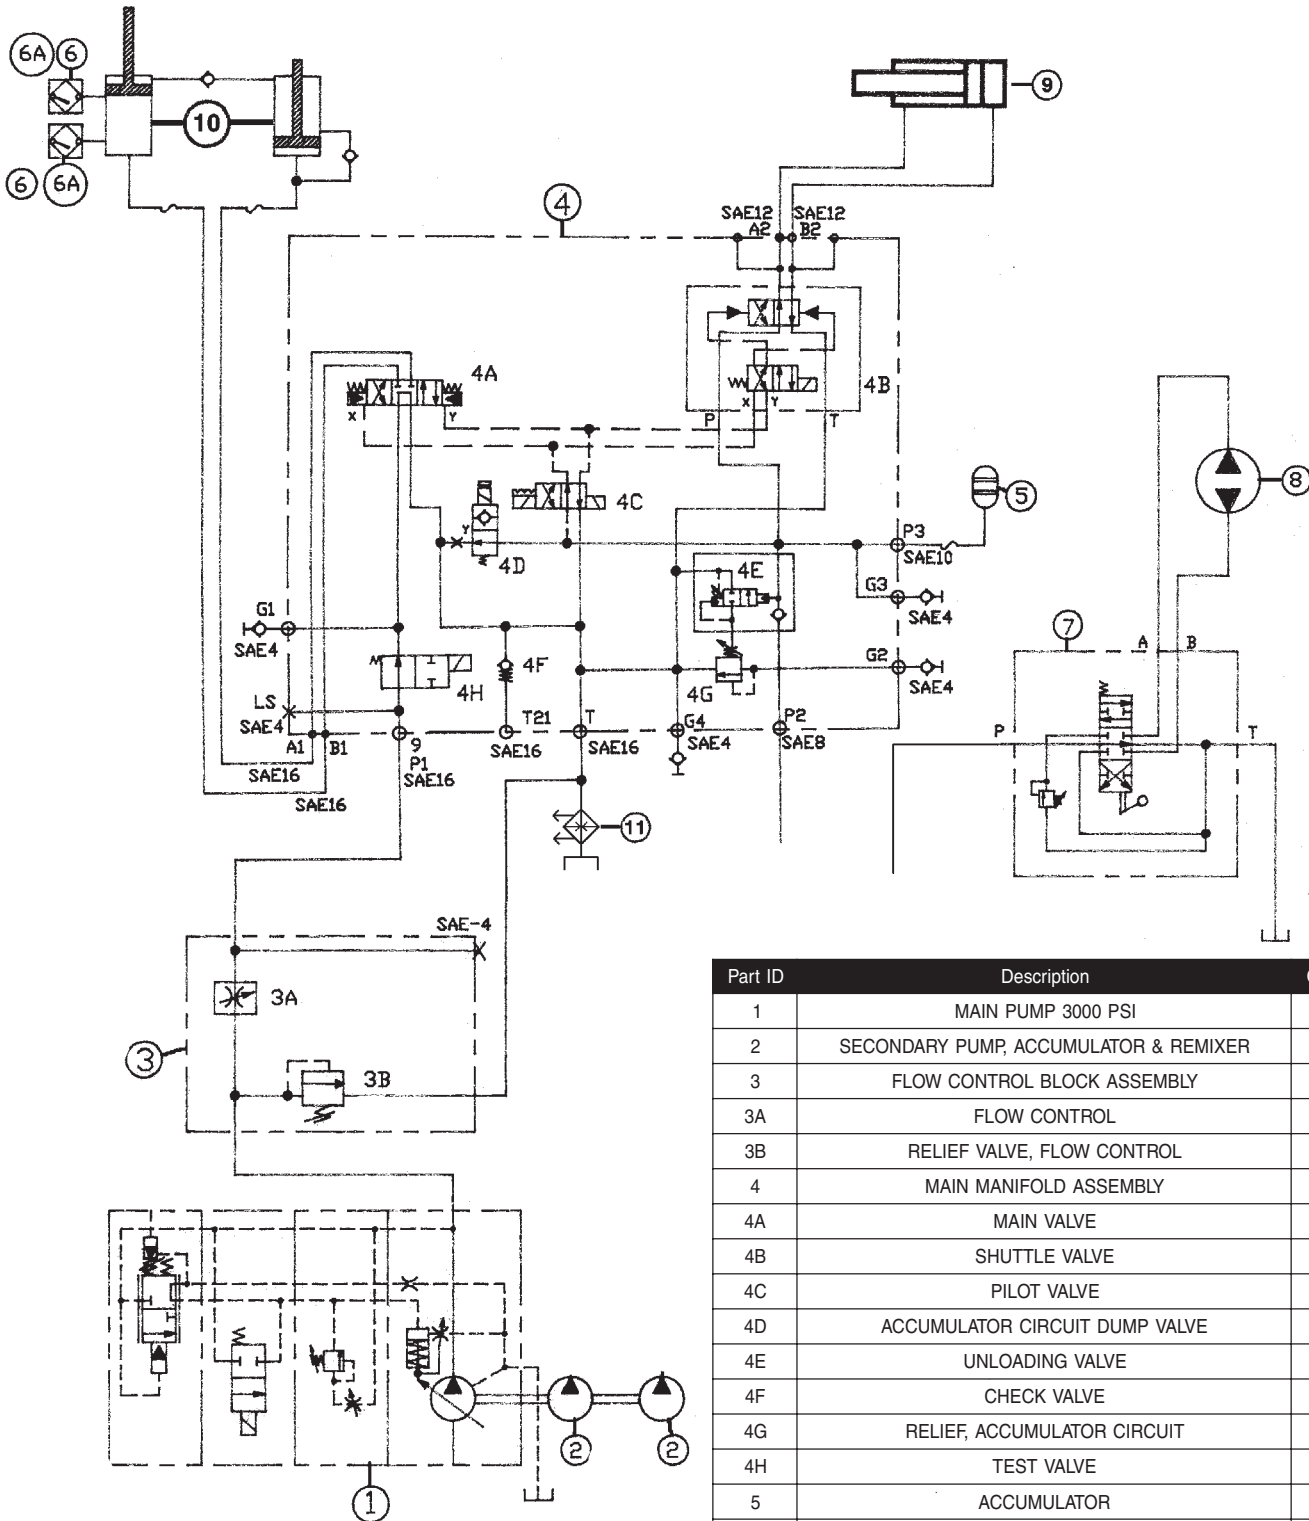 6A 6
10
6 6A
9
4
SAE12 SAE12
A2 B2
4A
X Y
4B
X Y
P T
4C
Y
4D
5
P3
SAE10
4E
G3
SAE4
8
G1
SAE4
4F
4H
4G
G2
SAE4
7
A B
LS
SAE4
A1 B1
9
P1
SAE16
T21
SAE16
T
SAE16
G4
SAE4
P2
SAE8
P T
SAE16
SAE16
11
SAE-4
3A
3
3B
2 2
1
Part ID Description
1 MAIN PUMP 3000 PSI
2 SECONDARY PUMP, ACCUMULATOR & REMIXER
3 FLOW CONTROL BLOCK ASSEMBLY
3A FLOW CONTROL
3B RELIEF VALVE, FLOW CONTROL
4 MAIN MANIFOLD ASSEMBLY
4A MAIN VALVE
4B SHUTTLE VALVE
4C PILOT VALVE
4D ACCUMULATOR CIRCUIT DUMP VALVE
4E UNLOADING VALVE
4F CHECK VALVE
4G RELIEF, ACCUMULATOR CIRCUIT
4H TEST VALVE
5 ACCUMULATOR